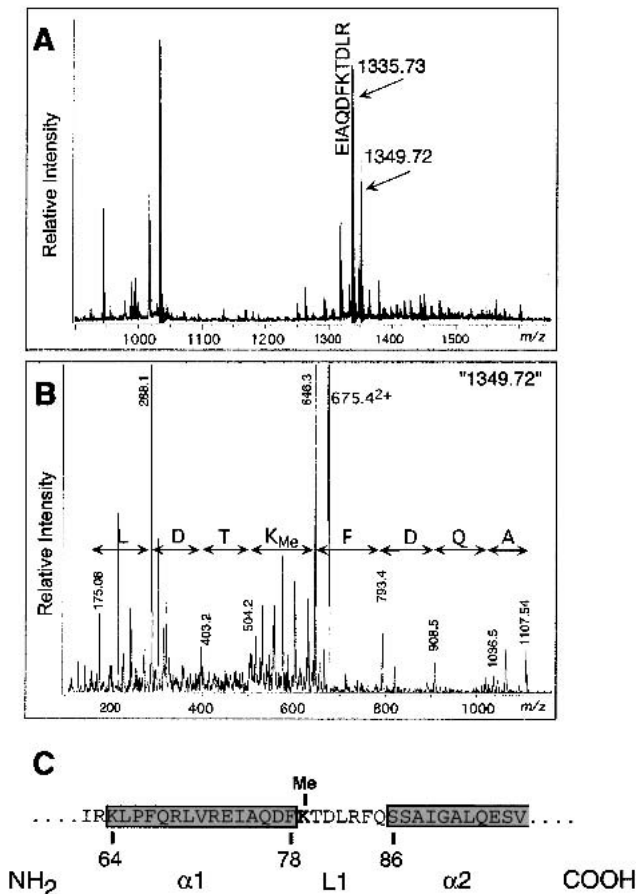 A
Relative Intensity
EIAQDFKTDLR
1335.73
1349.72
1000 1100 1200 1300 1400 1500 m/z
B
"1349.72"
Relative Intensity
288.1
646.3
675.4²⁺
L D T K_Me F D Q A
175.08
403.2
504.2
793.4
908.5
1036.5
1107.54
200 400 600 800 1000 m/z
C
Me
....IRKLPFQRLVREIAQDFKTDLRFQSSAIGALQESV....
64 78 86
NH₂ α1 L1 α2 COOH